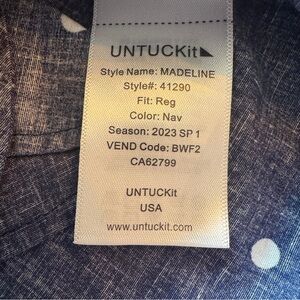 UNTUCKit
Style Name: MADELINE
Style#: 41290
Fit: Reg
Color: Nav
Season: 2023 SP 1
VEND Code: BWF2
CA62799
UNTUCKit
USA
www.untuckit.com